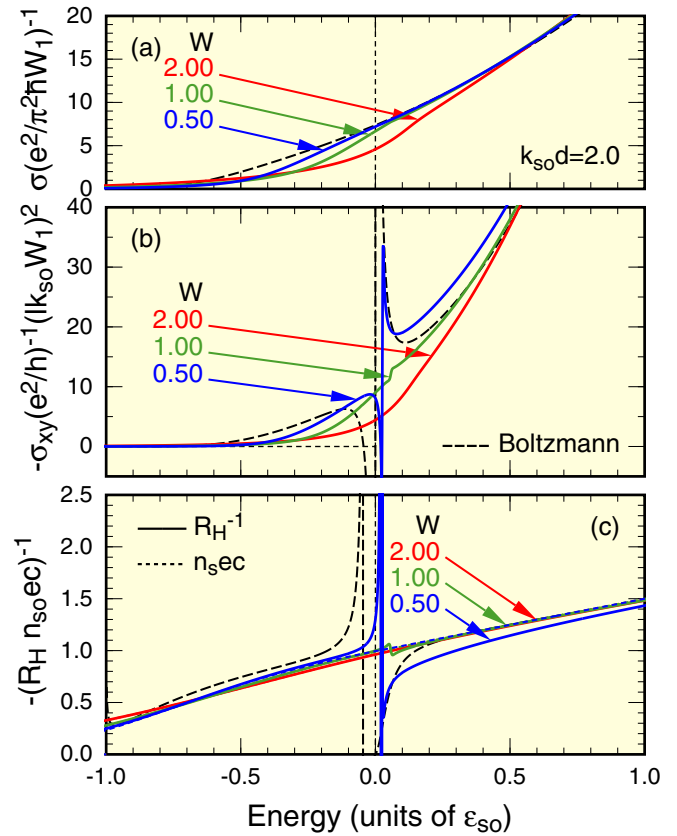 20
15
10
5
0
σ(e²/π²ħW₁)⁻¹
(a)
W
2.00
1.00
0.50
k_so d=2.0
40
30
20
10
0
-σ_xy(e²/h)⁻¹(lk_soW₁)²
(b)
W
2.00
1.00
0.50
Boltzmann
2.5
2.0
1.5
1.0
0.5
0.0
-(R_H n_so ec)⁻¹
R_H⁻¹
n_s ec
W
2.00
1.00
0.50
(c)
-1.0 -0.5 0.0 0.5 1.0
Energy (units of ε_so)